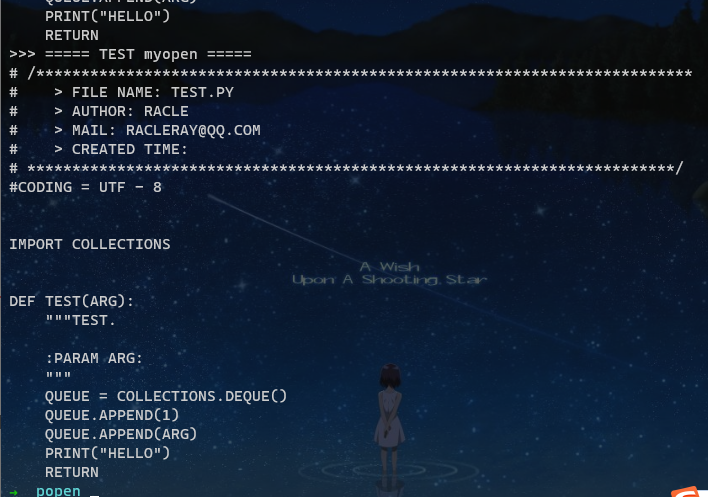 QUEUE.APPEND(ARG)
    PRINT("HELLO")
    RETURN
>>> ===== TEST myopen =====
# /*************************************************************************
#    > FILE NAME: TEST.PY
#    > AUTHOR: RACLE
#    > MAIL: RACLERAY@QQ.COM
#    > CREATED TIME:
# ************************************************************************/
#CODING = UTF - 8
IMPORT COLLECTIONS
A Wish
Upon A Shooting Star
DEF TEST(ARG):
    """TEST.
    :PARAM ARG:
    """
    QUEUE = COLLECTIONS.DEQUE()
    QUEUE.APPEND(1)
    QUEUE.APPEND(ARG)
    PRINT("HELLO")
    RETURN
→  popen _